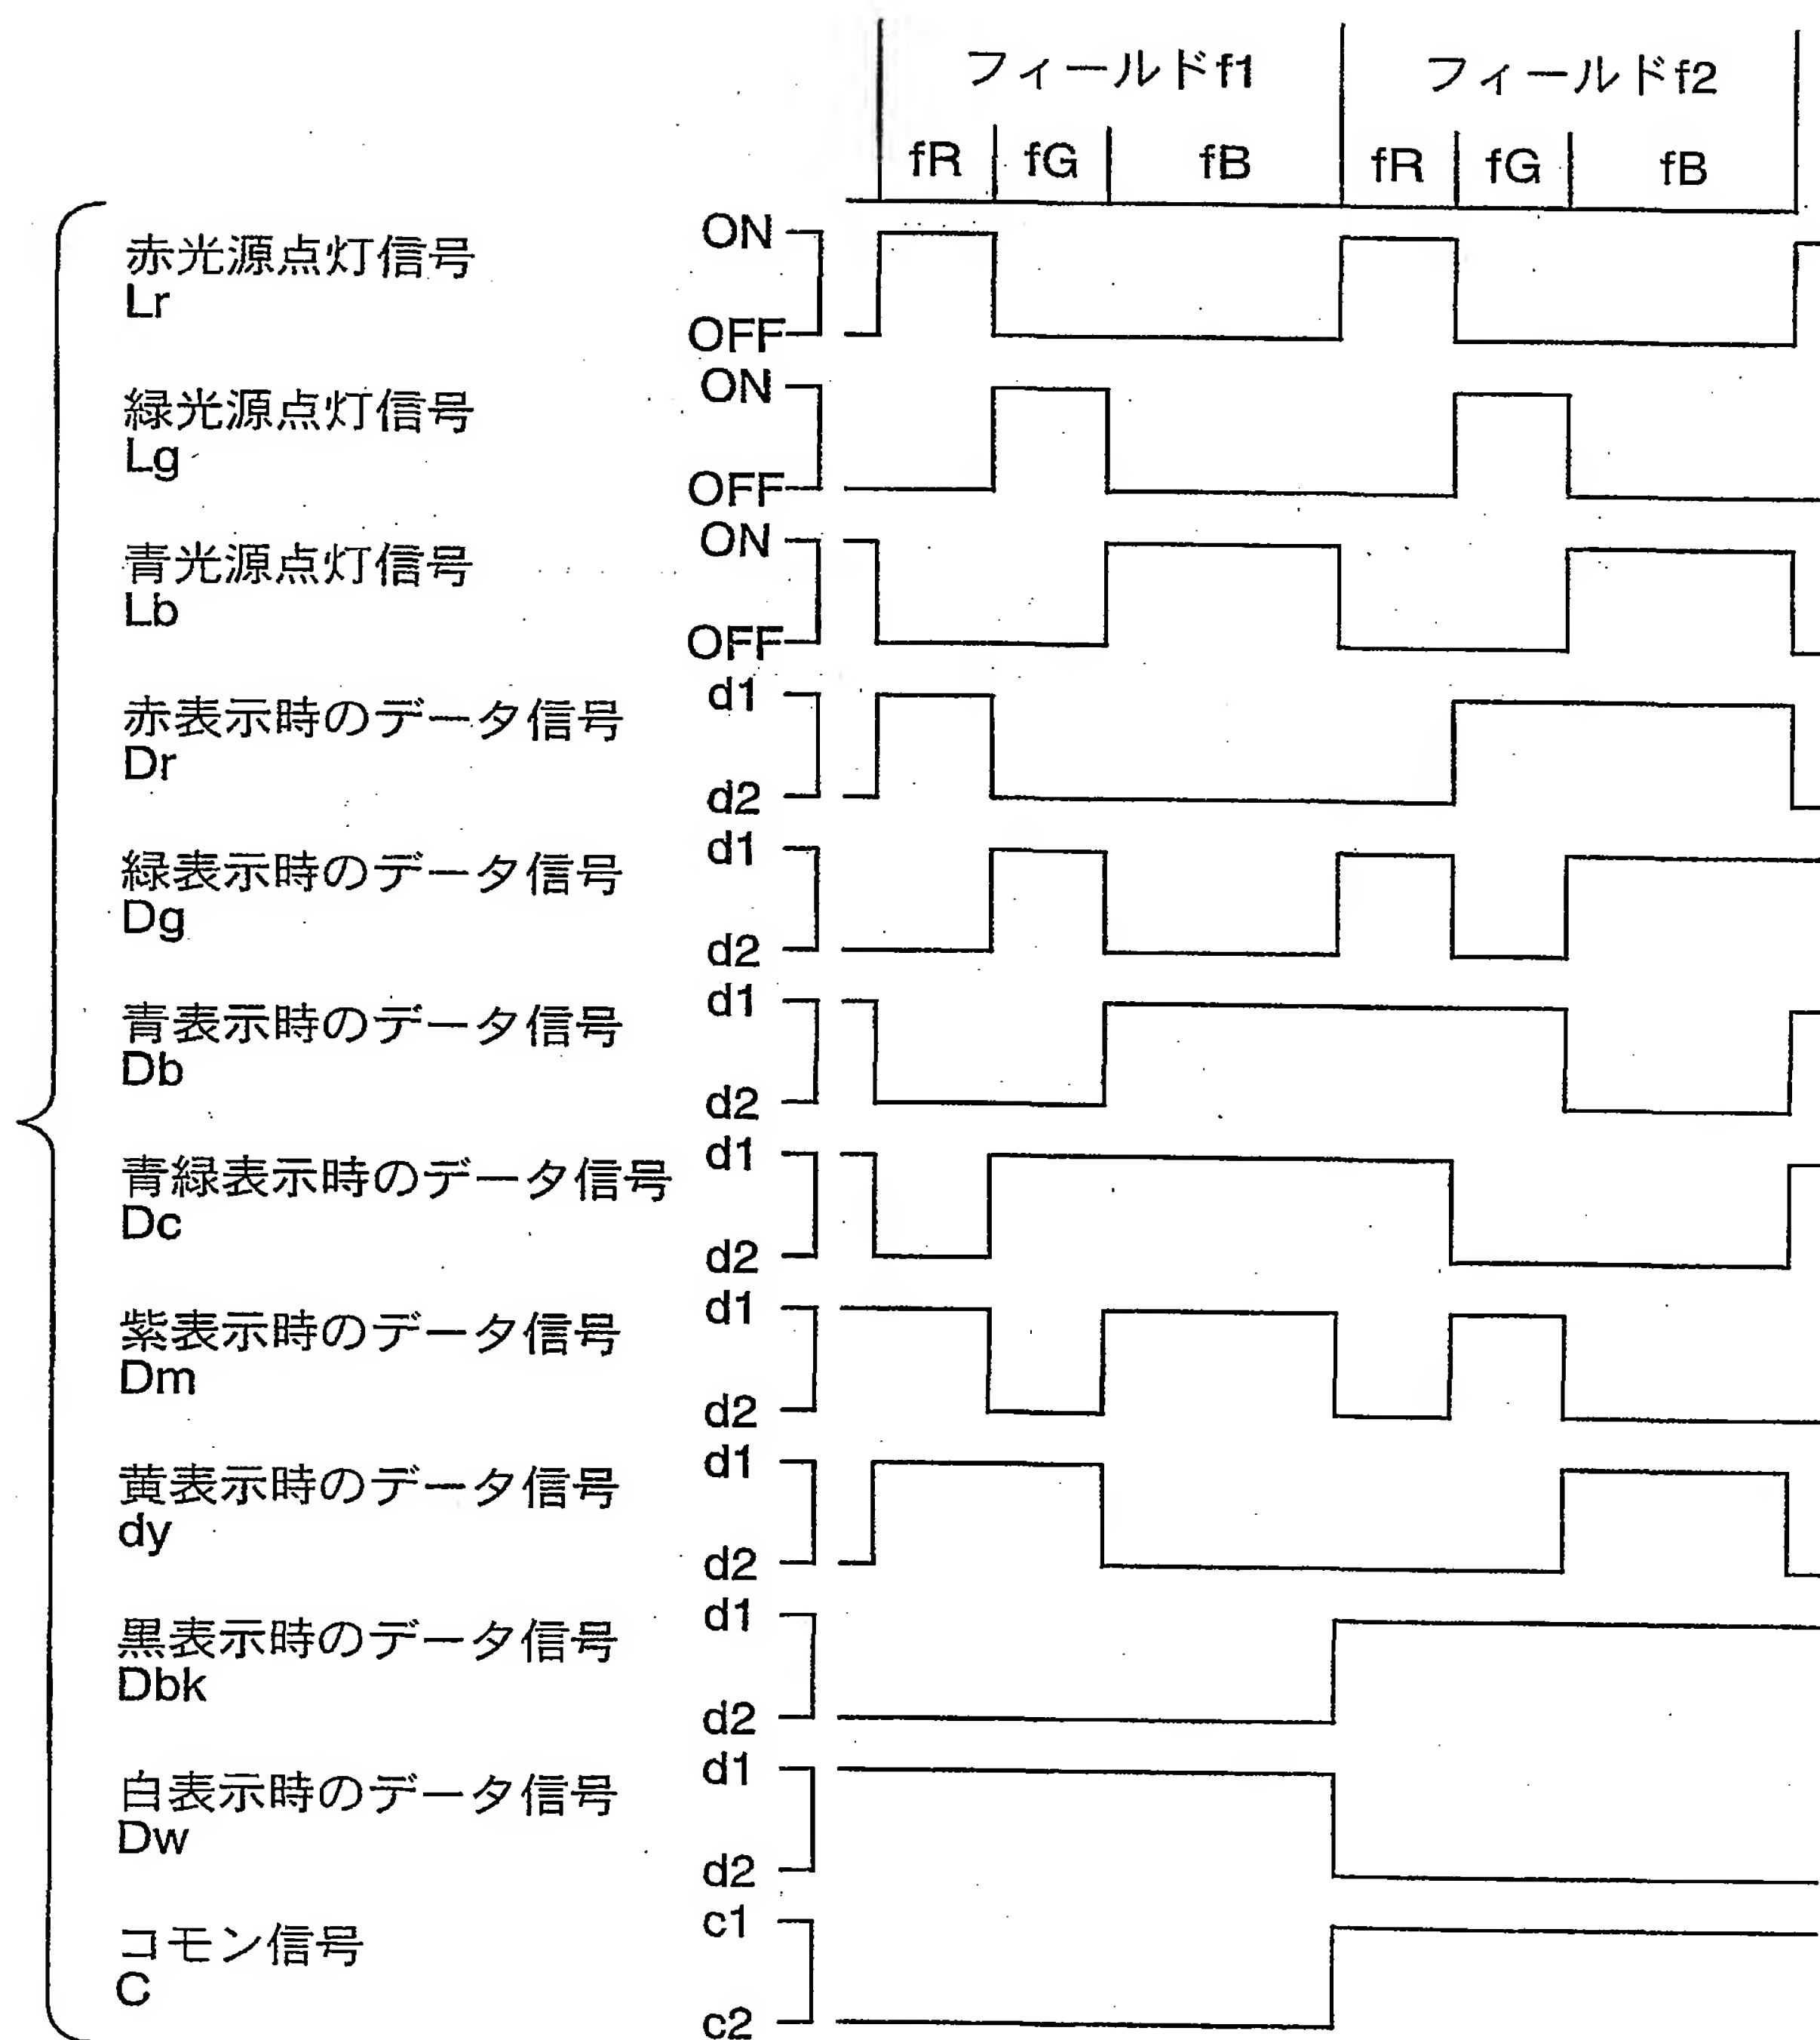 フィールドf1 フィールドf2
fR fG fB fR fG fB
赤光源点灯信号
Lr
ON
OFF
緑光源点灯信号
Lg
ON
OFF
青光源点灯信号
Lb
ON
OFF
赤表示時のデータ信号
Dr
d1
d2
緑表示時のデータ信号
Dg
d1
d2
青表示時のデータ信号
Db
d1
d2
青緑表示時のデータ信号
Dc
d1
d2
紫表示時のデータ信号
Dm
d1
d2
黄表示時のデータ信号
dy
d1
d2
黒表示時のデータ信号
Dbk
d1
d2
白表示時のデータ信号
Dw
d1
d2
コモン信号
C
c1
c2